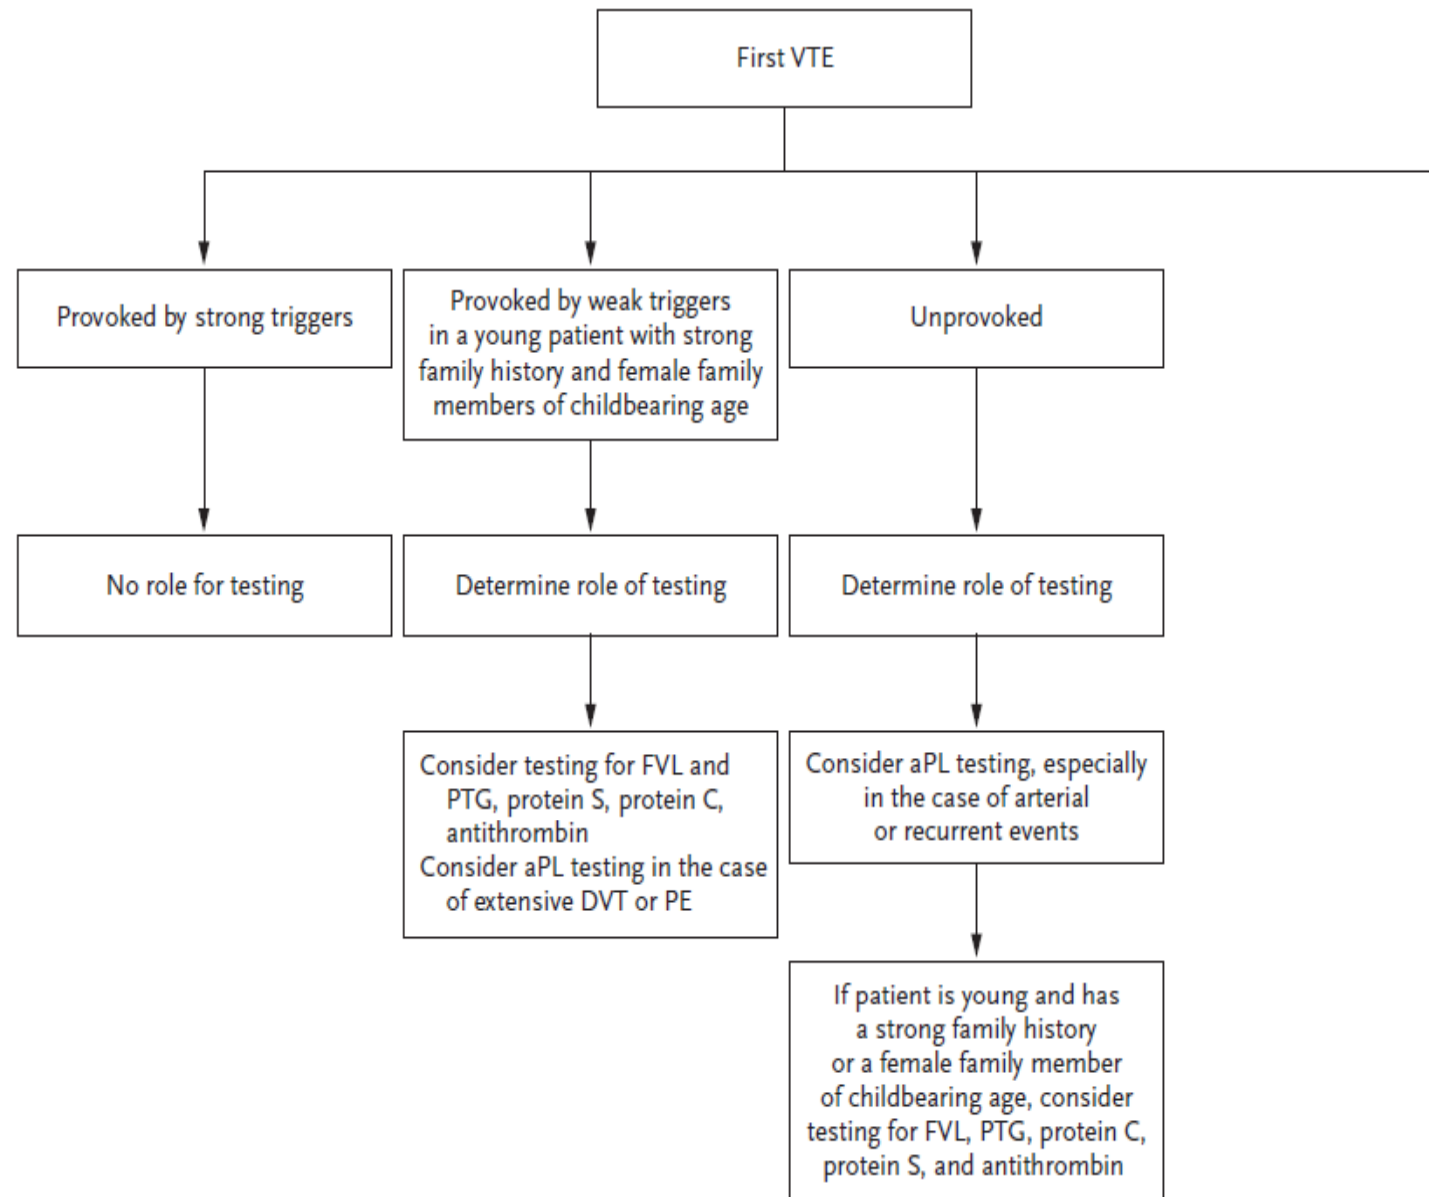 First VTE
Provoked by strong triggers
Provoked by weak triggers
in a young patient with strong
family history and female family
members of childbearing age
Unprovoked
No role for testing
Determine role of testing
Determine role of testing
Consider testing for FVL and
PTG, protein S, protein C,
antithrombin
Consider aPL testing in the case
of extensive DVT or PE
Consider aPL testing, especially
in the case of arterial
or recurrent events
If patient is young and has
a strong family history
or a female family member
of childbearing age, consider
testing for FVL, PTG, protein C,
protein S, and antithrombin